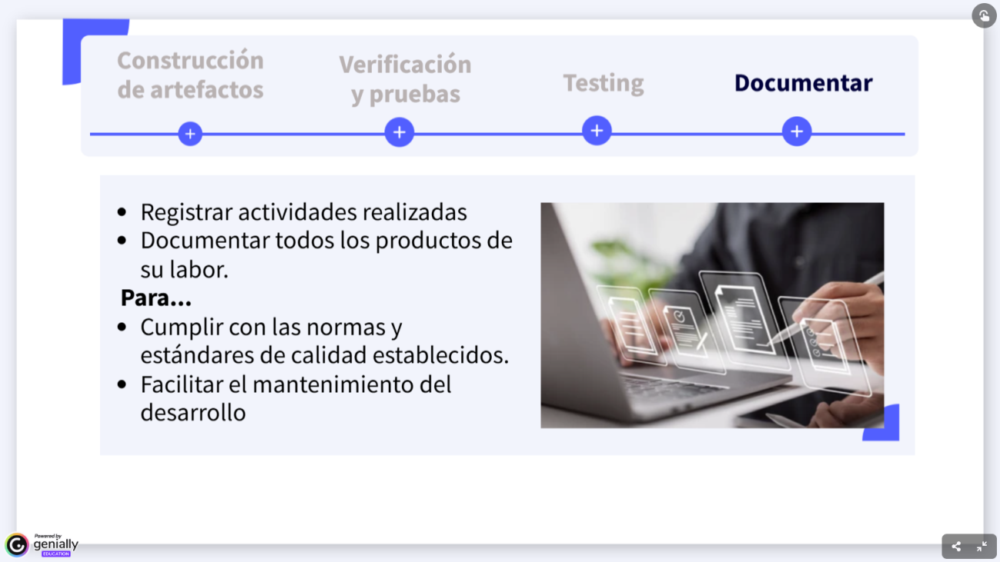 Construcción
de artefactos
Verificación
y pruebas
Testing
Documentar
• Registrar actividades realizadas
• Documentar todos los productos de
su labor.
Para...
• Cumplir con las normas y
estándares de calidad establecidos.
• Facilitar el mantenimiento del
desarrollo
Powered by
genially
EDUCATION